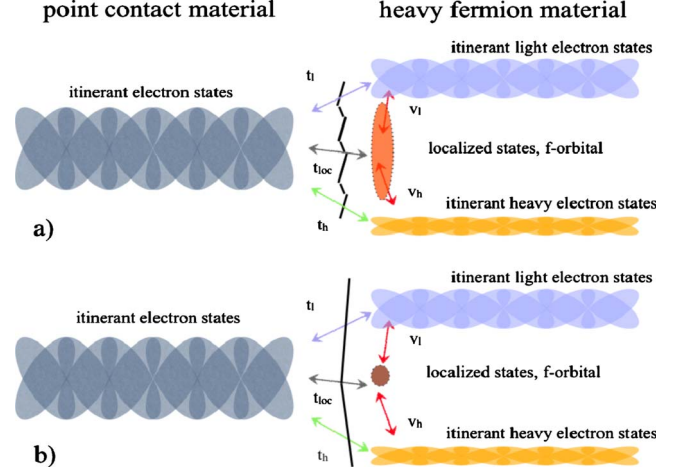 point contact material
heavy fermion material
itinerant light electron states
t_l
itinerant electron states
v_l
localized states, f-orbital
t_loc
v_h
itinerant heavy electron states
t_h
a)
itinerant light electron states
t_l
itinerant electron states
v_l
localized states, f-orbital
t_loc
v_h
itinerant heavy electron states
t_h
b)